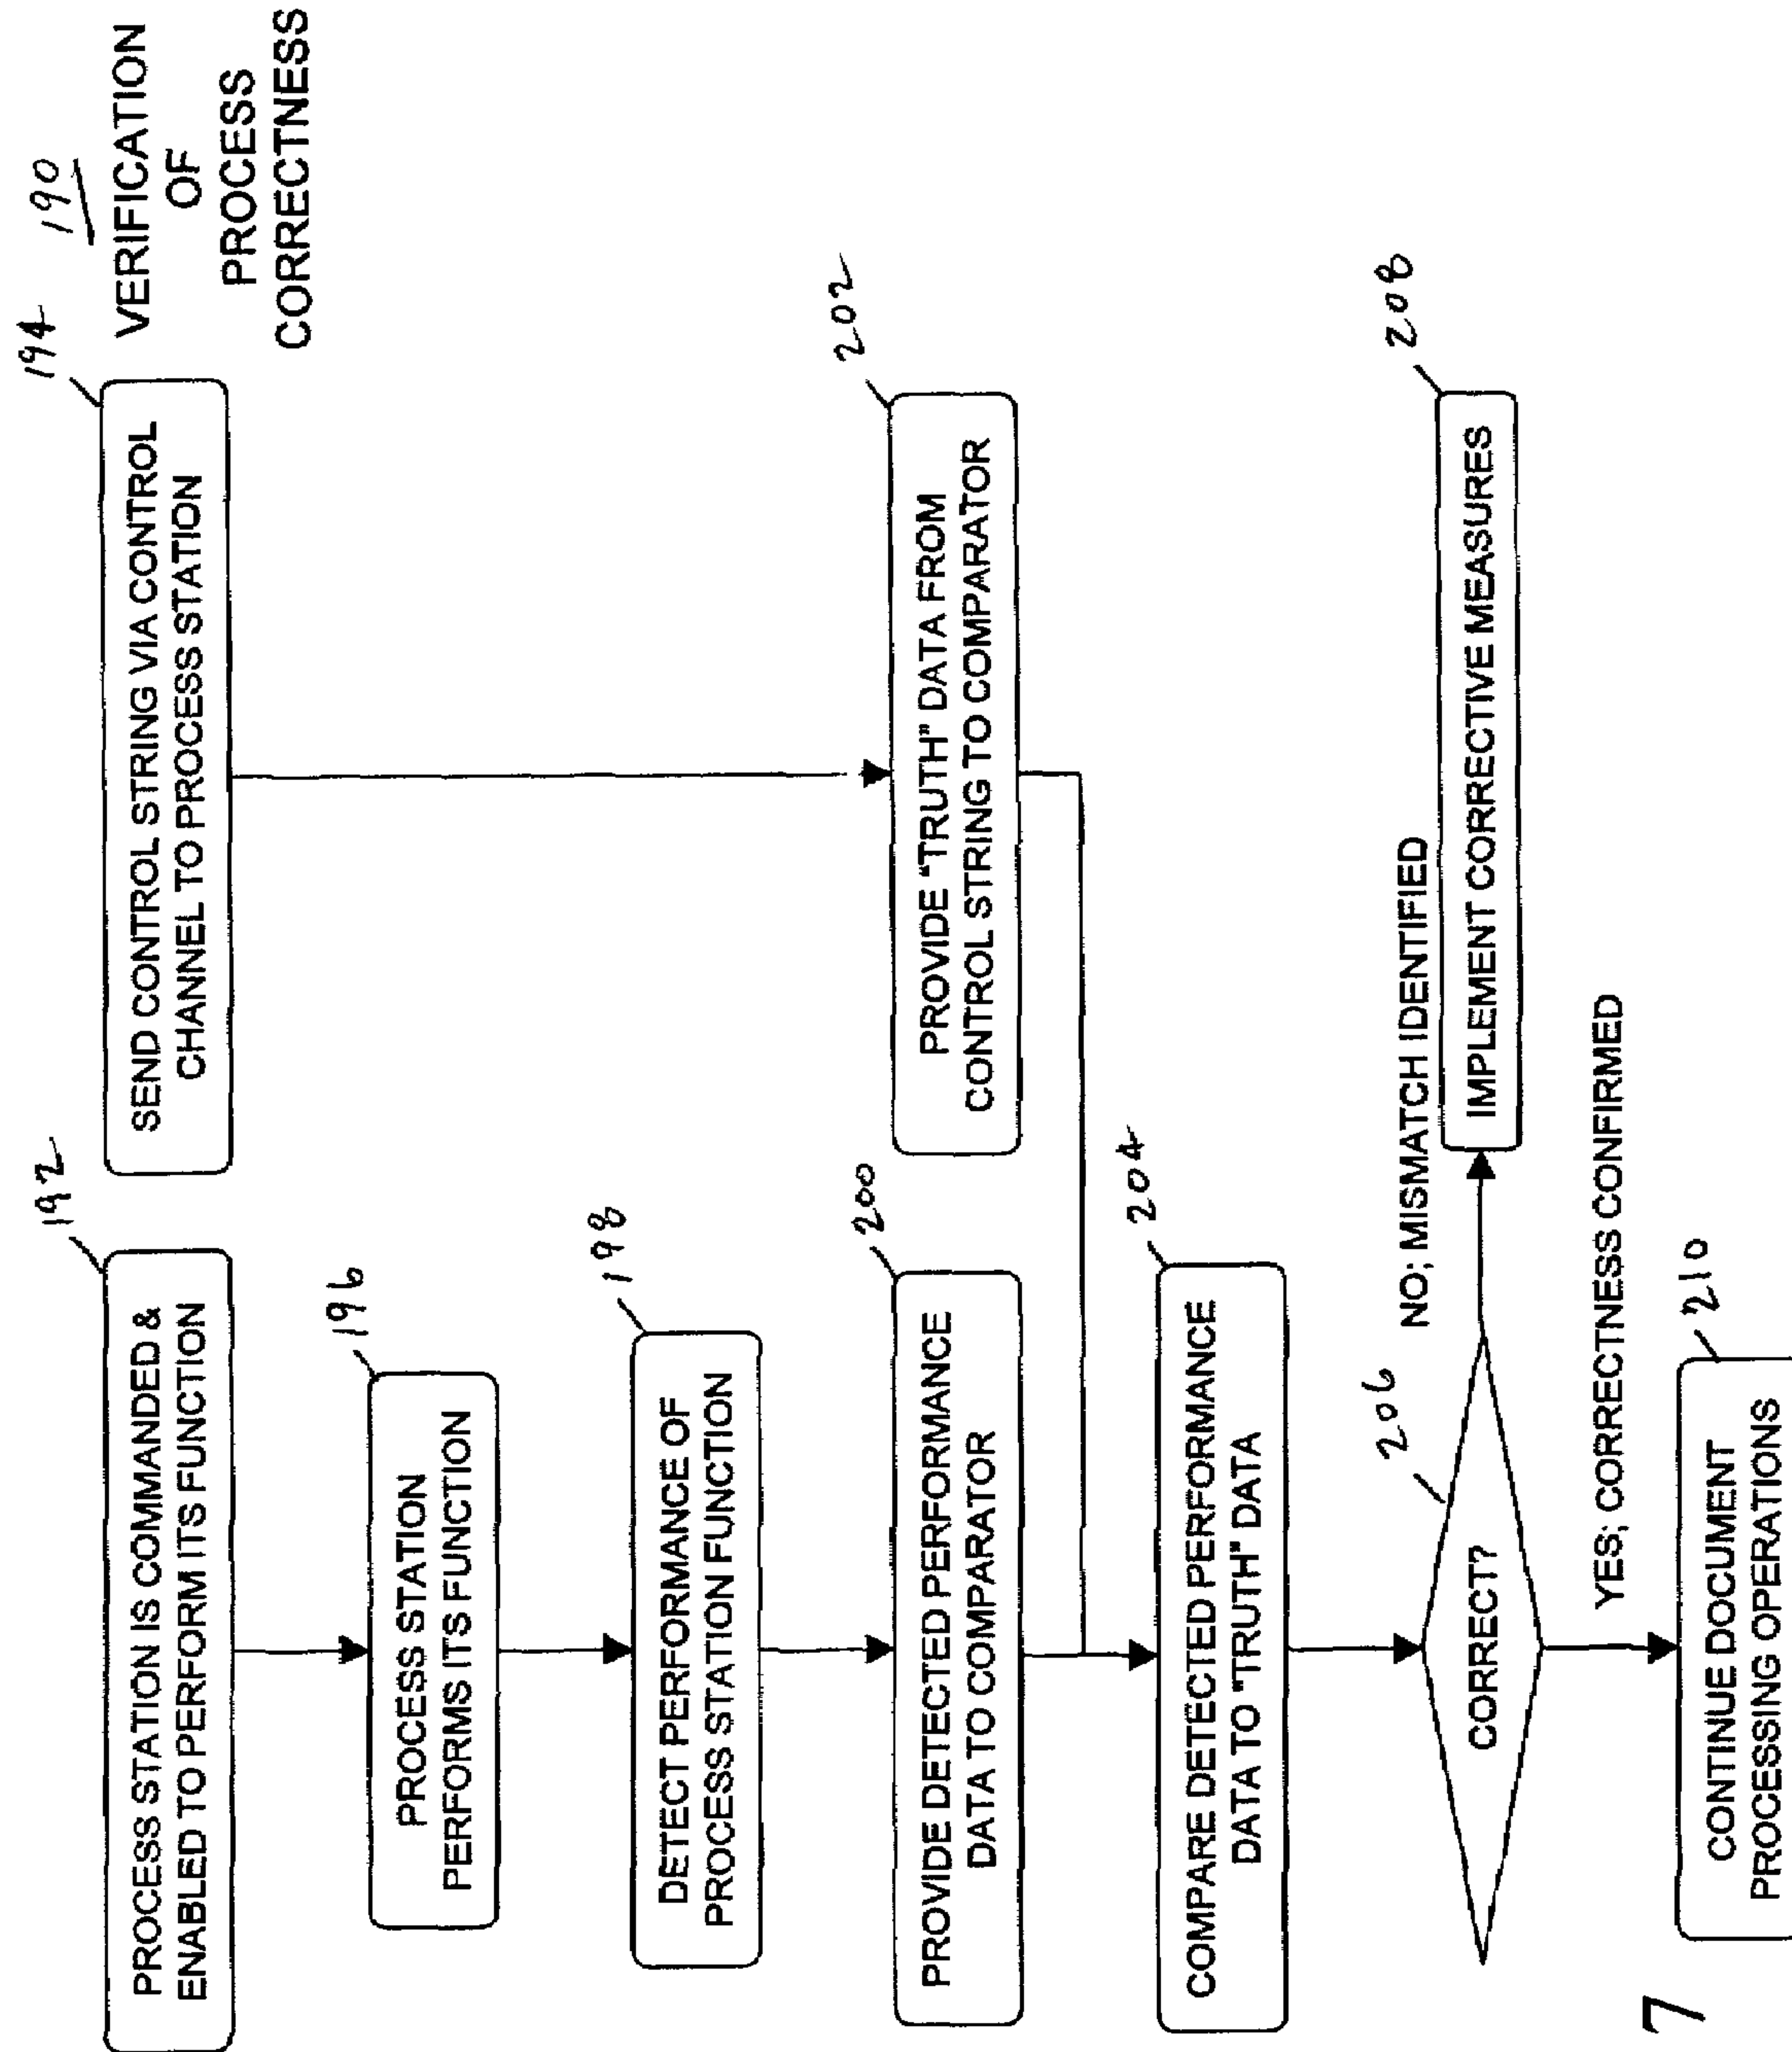 190
VERIFICATION
OF
PROCESS
CORRECTNESS
192
PROCESS STATION IS COMMANDED &
ENABLED TO PERFORM ITS FUNCTION
194
SEND CONTROL STRING VIA CONTROL
CHANNEL TO PROCESS STATION
196
PROCESS STATION
PERFORMS ITS FUNCTION
198
DETECT PERFORMANCE OF
PROCESS STATION FUNCTION
200
PROVIDE DETECTED PERFORMANCE
DATA TO COMPARATOR
202
PROVIDE "TRUTH" DATA FROM
CONTROL STRING TO COMPARATOR
204
COMPARE DETECTED PERFORMANCE
DATA TO "TRUTH" DATA
206
CORRECT?
NO; MISMATCH IDENTIFIED
208
IMPLEMENT CORRECTIVE MEASURES
YES; CORRECTNESS CONFIRMED
210
CONTINUE DOCUMENT
PROCESSING OPERATIONS
7